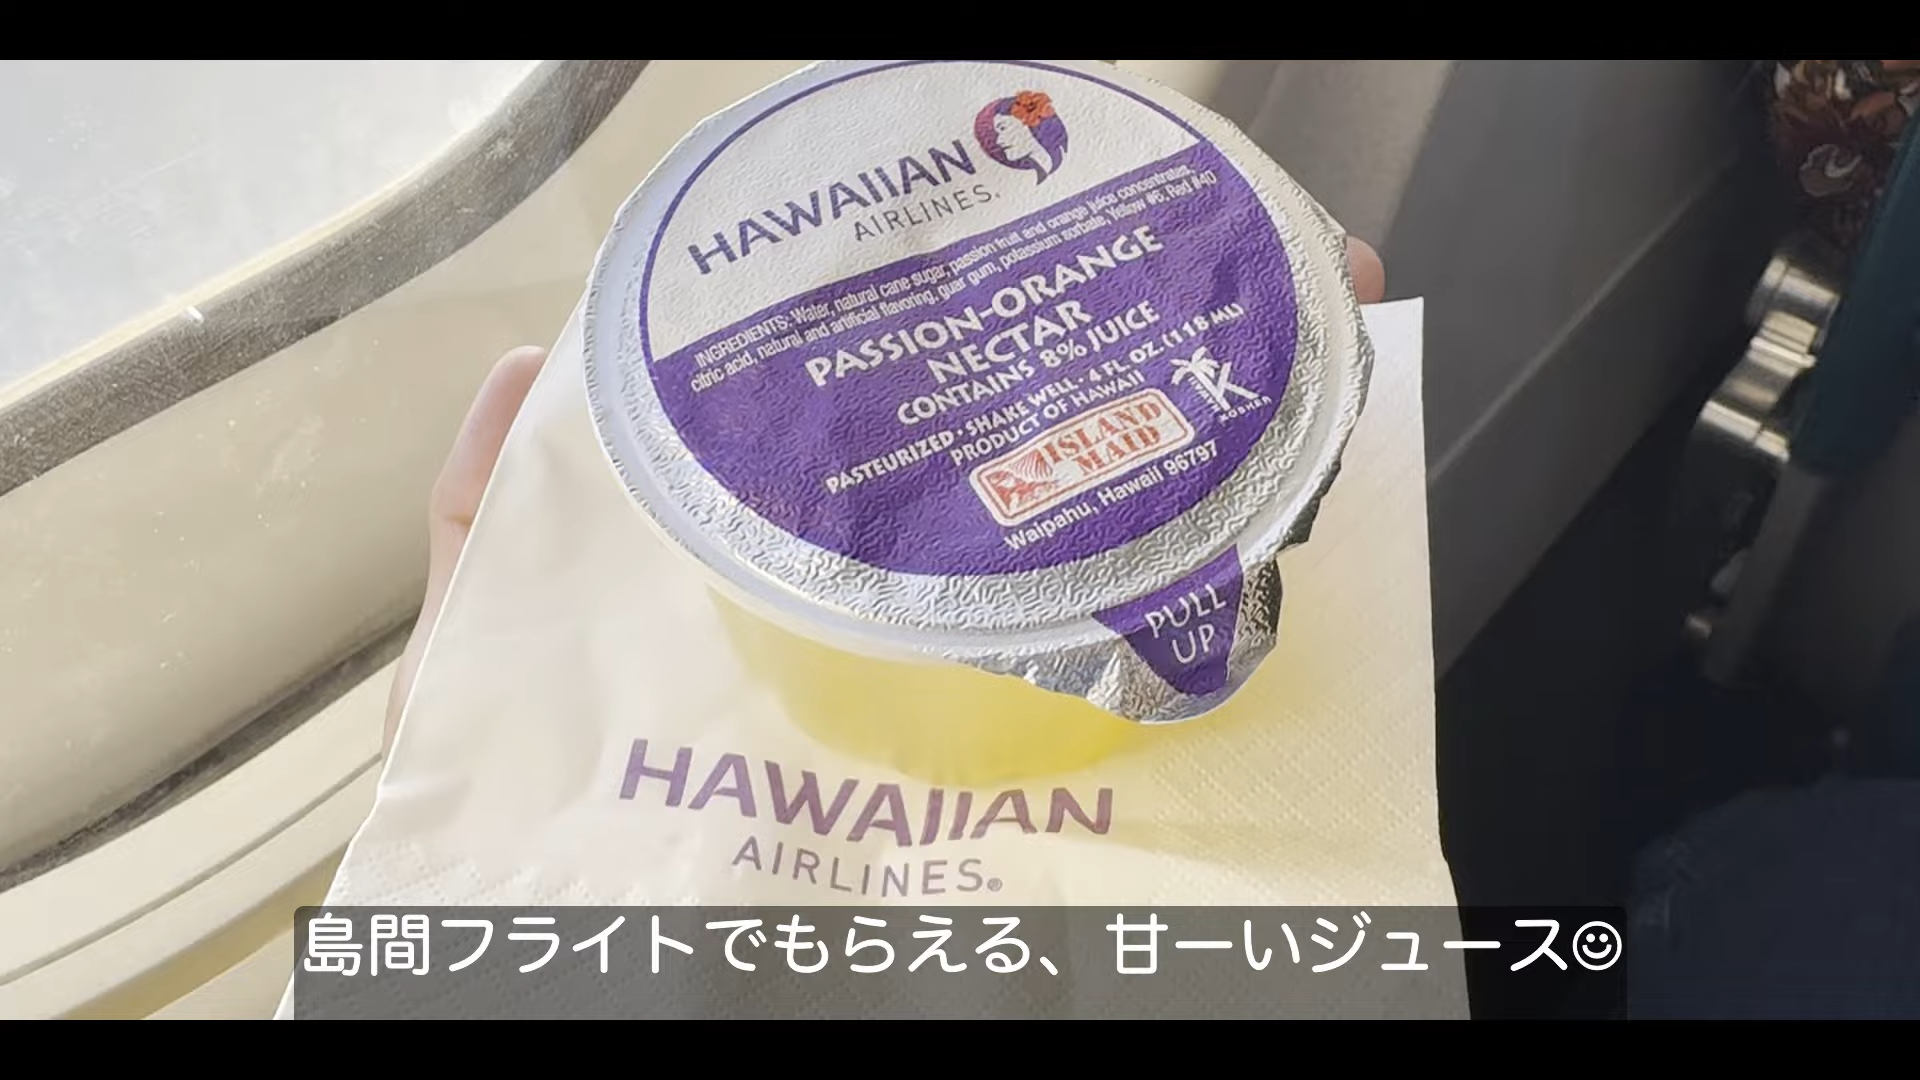 HAWAIIAN
AIRLINES®
INGREDIENTS: Water, natural cane sugar, passion fruit and orange juice concentrates,
citric acid, natural and artificial flavoring, guar gum, potassium sorbate, Yellow #6, Red #40
PASSION-ORANGE
NECTAR
CONTAINS 8% JUICE
PASTEURIZED • SHAKE WELL • 4 FL. OZ. (118 ML)
PRODUCT OF HAWAII
K
KOSHER
ISLAND
MAID
Waipahu, Hawaii 96797
PULL
UP
HAWAIIAN
AIRLINES®
島間フライトでもらえる、甘ーいジュース☺